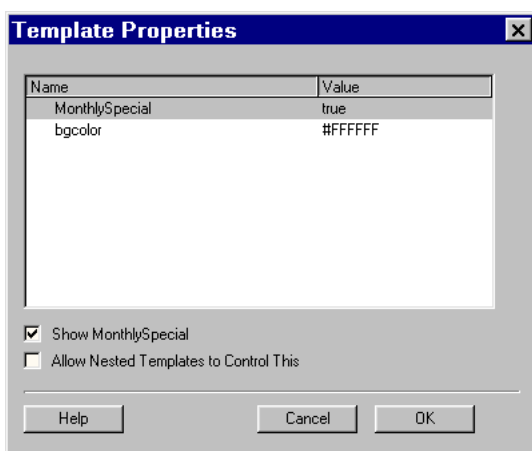 Template Properties
Name Value
MonthlySpecial true
bgcolor #FFFFFF
Show MonthlySpecial
Allow Nested Templates to Control This
Help Cancel OK